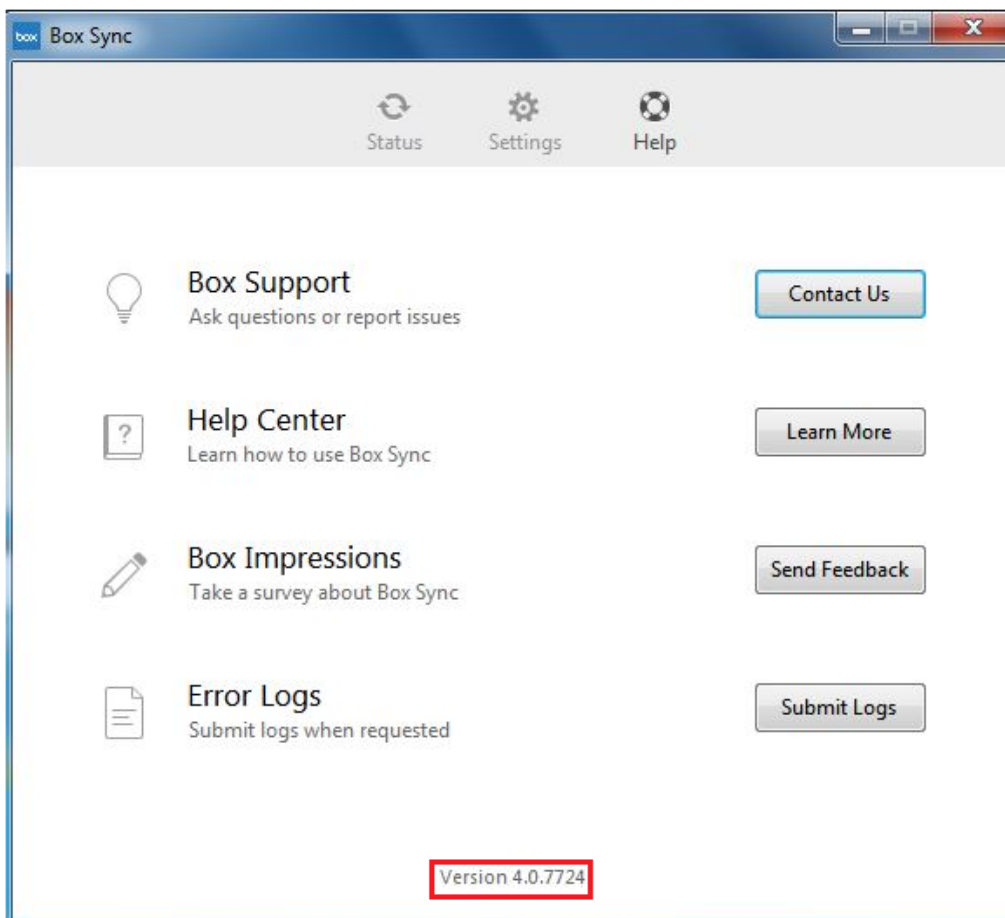 box Box Sync
Status Settings Help
Box Support
Ask questions or report issues
Contact Us
Help Center
Learn how to use Box Sync
Learn More
Box Impressions
Take a survey about Box Sync
Send Feedback
Error Logs
Submit logs when requested
Submit Logs
Version 4.0.7724